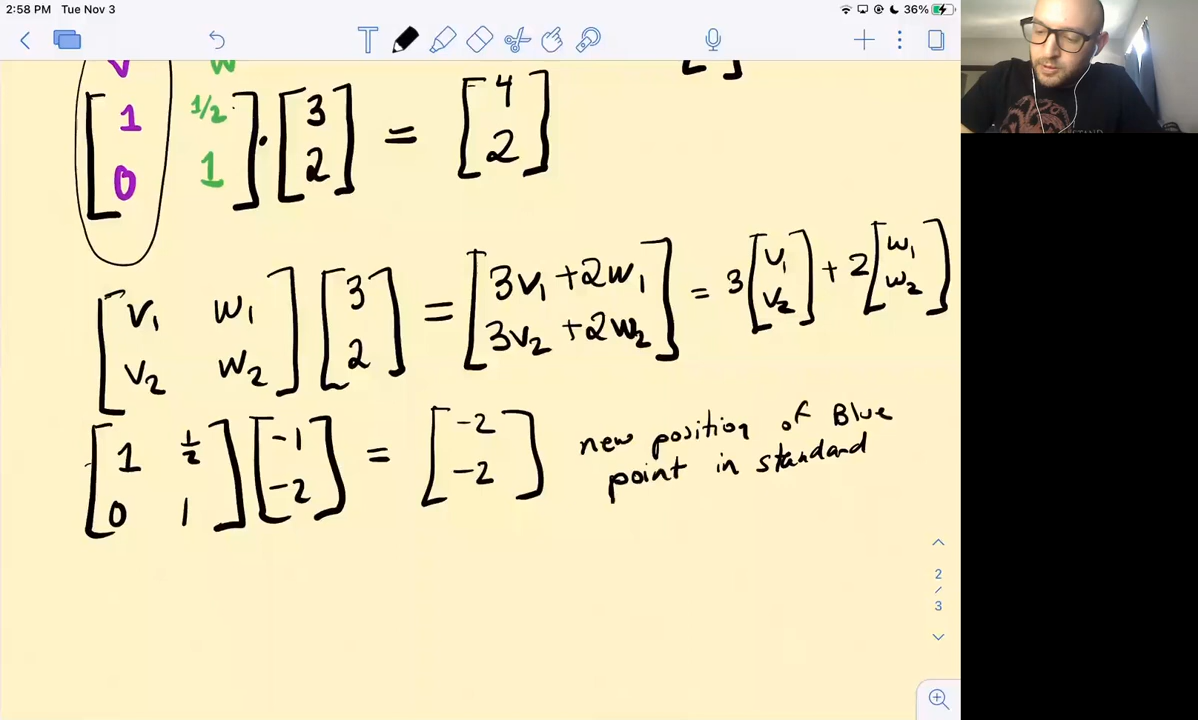 2:58 PM Tue Nov 3 36%
T
v w
[1 1/2; 0 1] · [3; 2] = [4; 2]
[v₁ w₁; v₂ w₂] [3; 2] = [3v₁ + 2w₁; 3v₂ + 2w₂] = 3[v₁; v₂] + 2[w₁; w₂]
[1 1/2; 0 1] [-1; -2] = [-2; -2] new position of Blue
point in standard
2
/
3